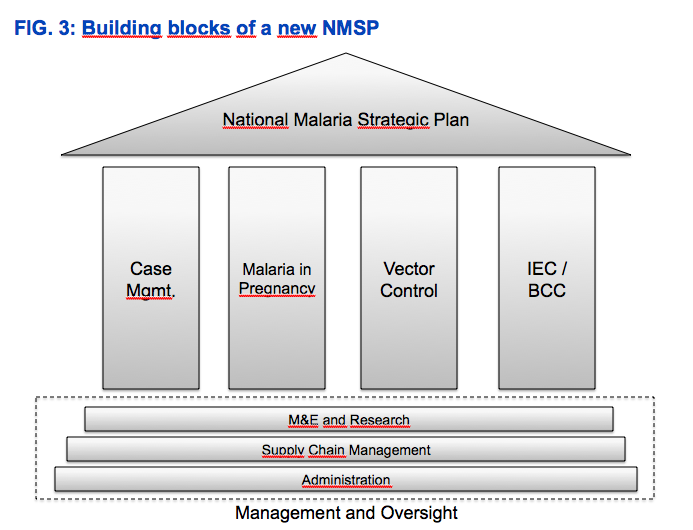 FIG. 3: Building blocks of a new NMSP
National Malaria Strategic Plan
Case
Mgmt.
Malaria in
Pregnancy
Vector
Control
IEC /
BCC
M&E and Research
Supply Chain Management
Administration
Management and Oversight